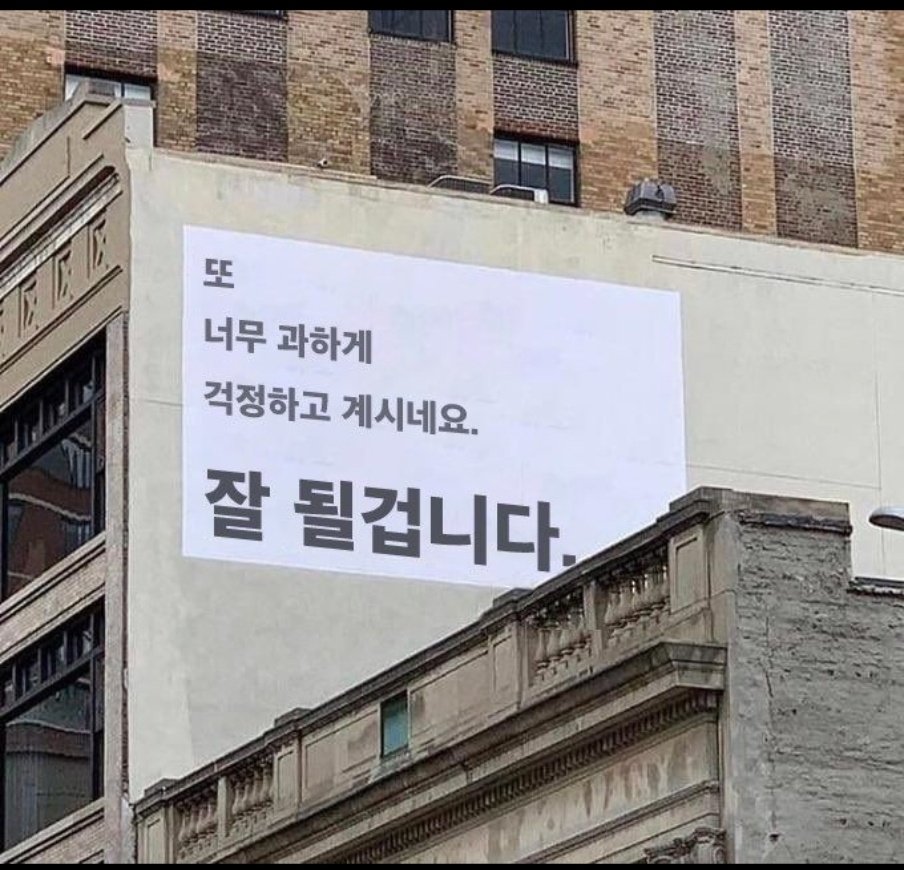 또
너무 과하게
걱정하고 계시네요.
잘 될겁니다.